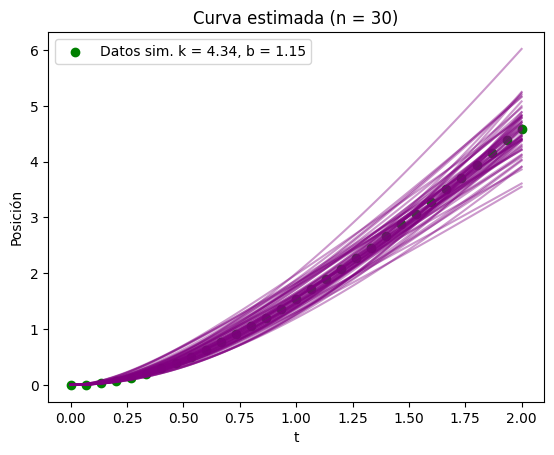 Curva estimada (n = 30)
Datos sim. k = 4.34, b = 1.15
Posición
6
5
4
3
2
1
0
0.00 0.25 0.50 0.75 1.00 1.25 1.50 1.75 2.00
t